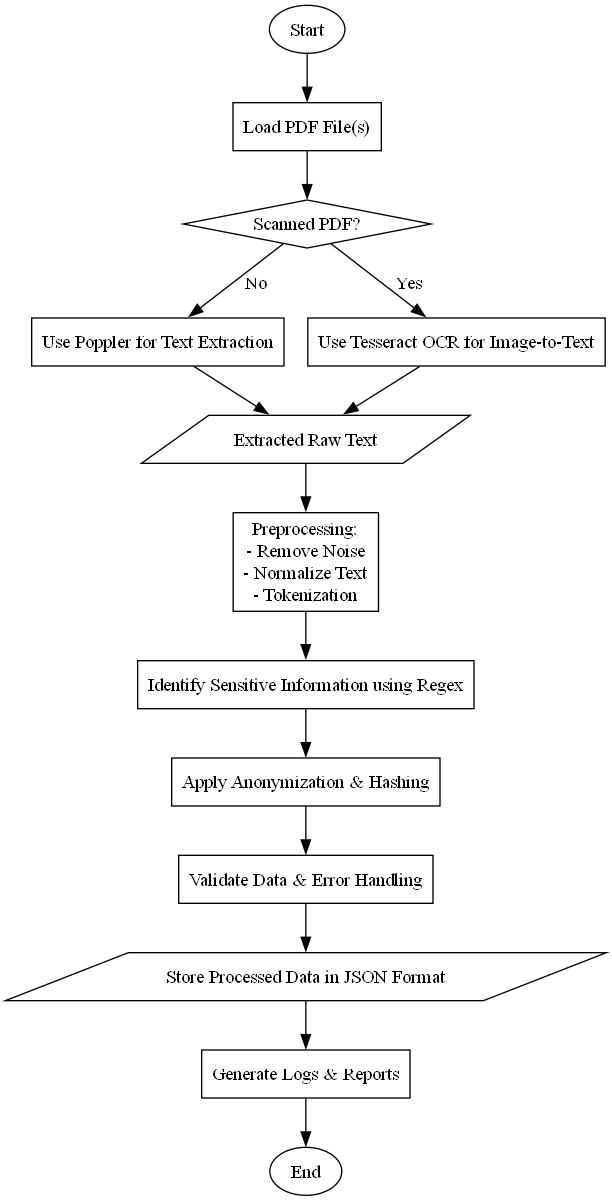 Start
Load PDF File(s)
Scanned PDF?
No
Yes
Use Poppler for Text Extraction
Use Tesseract OCR for Image-to-Text
Extracted Raw Text
Preprocessing:
- Remove Noise
- Normalize Text
- Tokenization
Identify Sensitive Information using Regex
Apply Anonymization & Hashing
Validate Data & Error Handling
Store Processed Data in JSON Format
Generate Logs & Reports
End